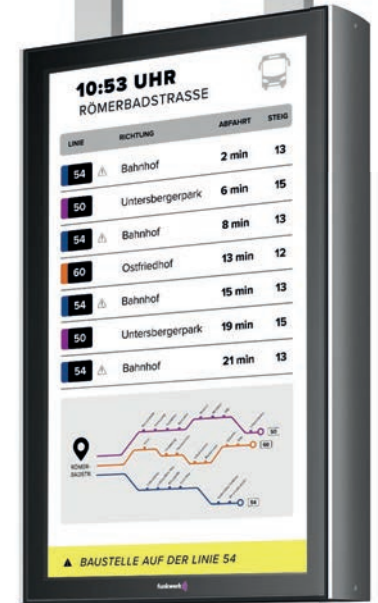 10:53 UHR
RÖMERBADSTRASSE
LINIE RICHTUNG ABFAHRT STEIG
54 Bahnhof 2 min 13
50 Untersbergerpark 6 min 15
54 Bahnhof 8 min 13
60 Ostfriedhof 13 min 12
54 Bahnhof 15 min 13
50 Untersbergerpark 19 min 15
54 Bahnhof 21 min 13
50
60
RÖMER-
BADSTR.
54
BAUSTELLE AUF DER LINIE 54
funkwerk